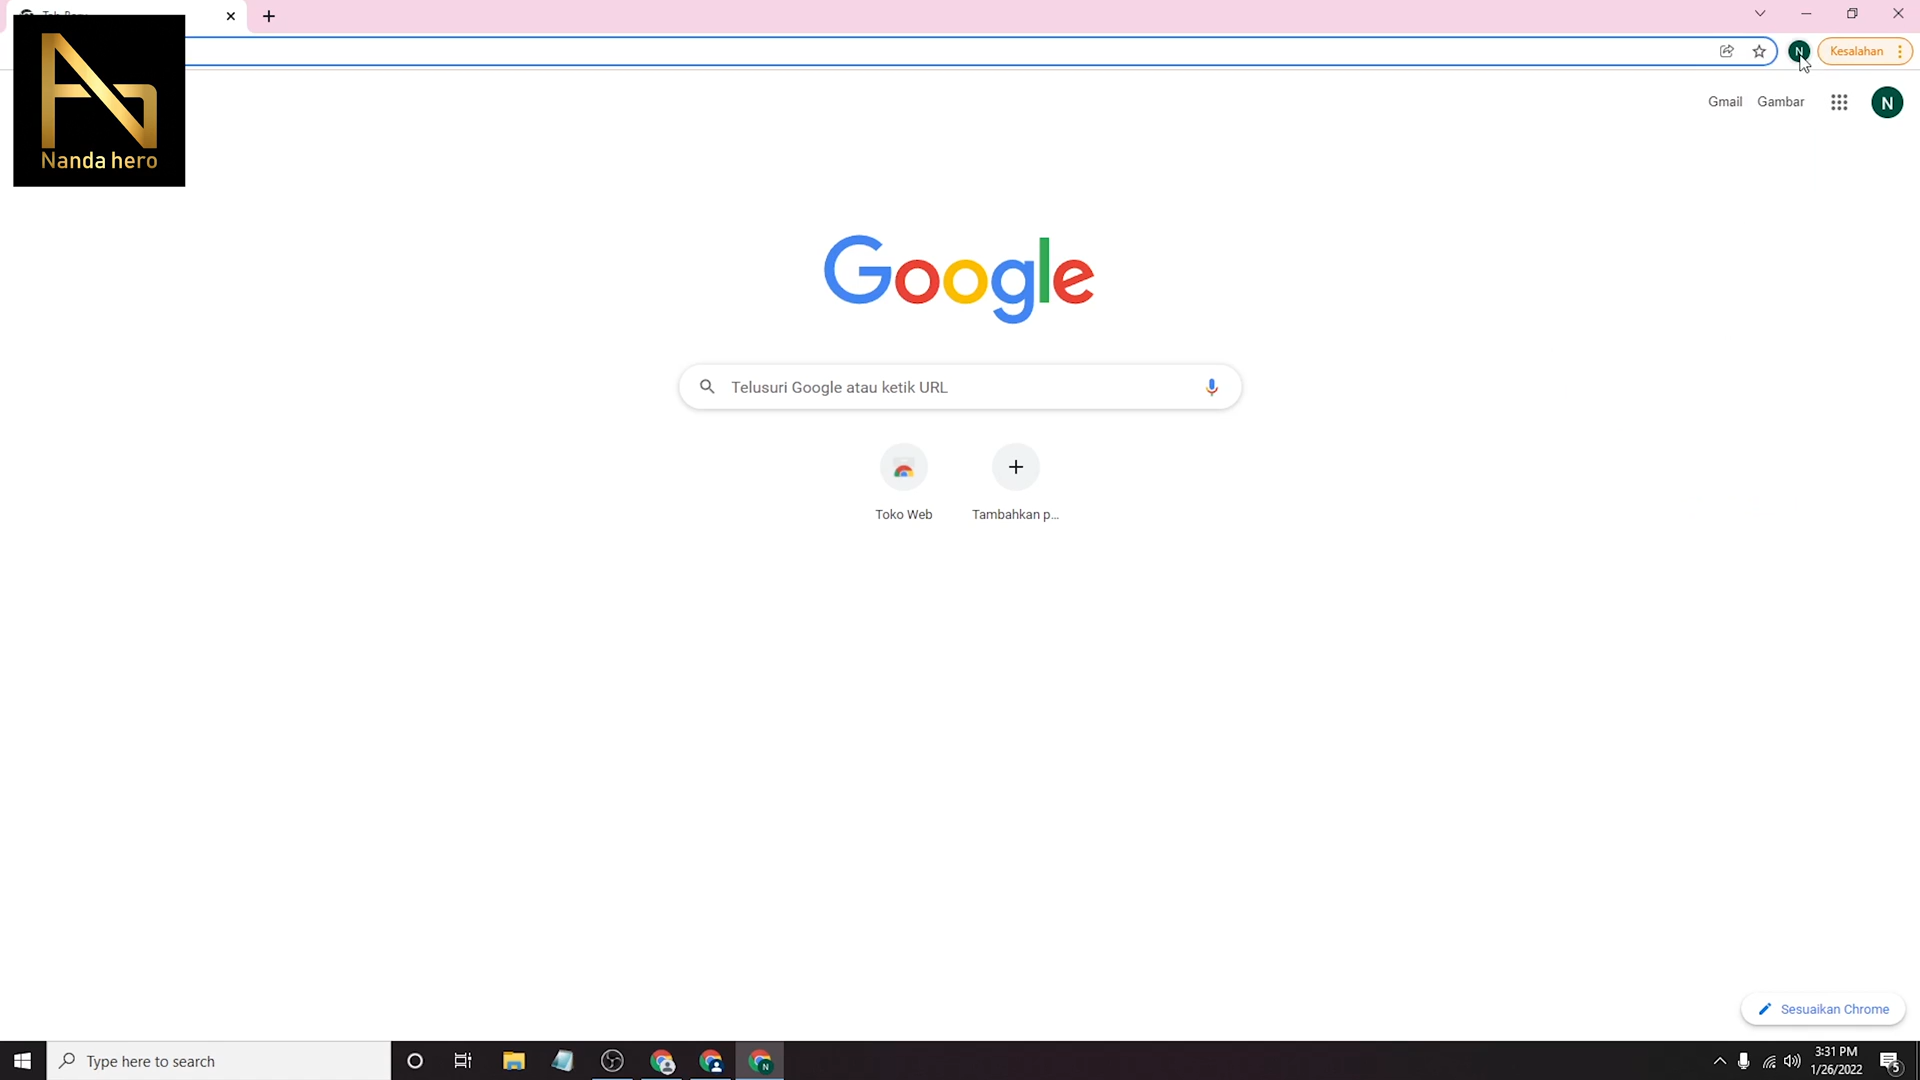 N
Kesalahan
Nanda hero
Gmail
Gambar
N
Google
Telusuri Google atau ketik URL
Toko Web
Tambahkan p...
Sesuaikan Chrome
Type here to search
N
3:31 PM
1/26/2022
5